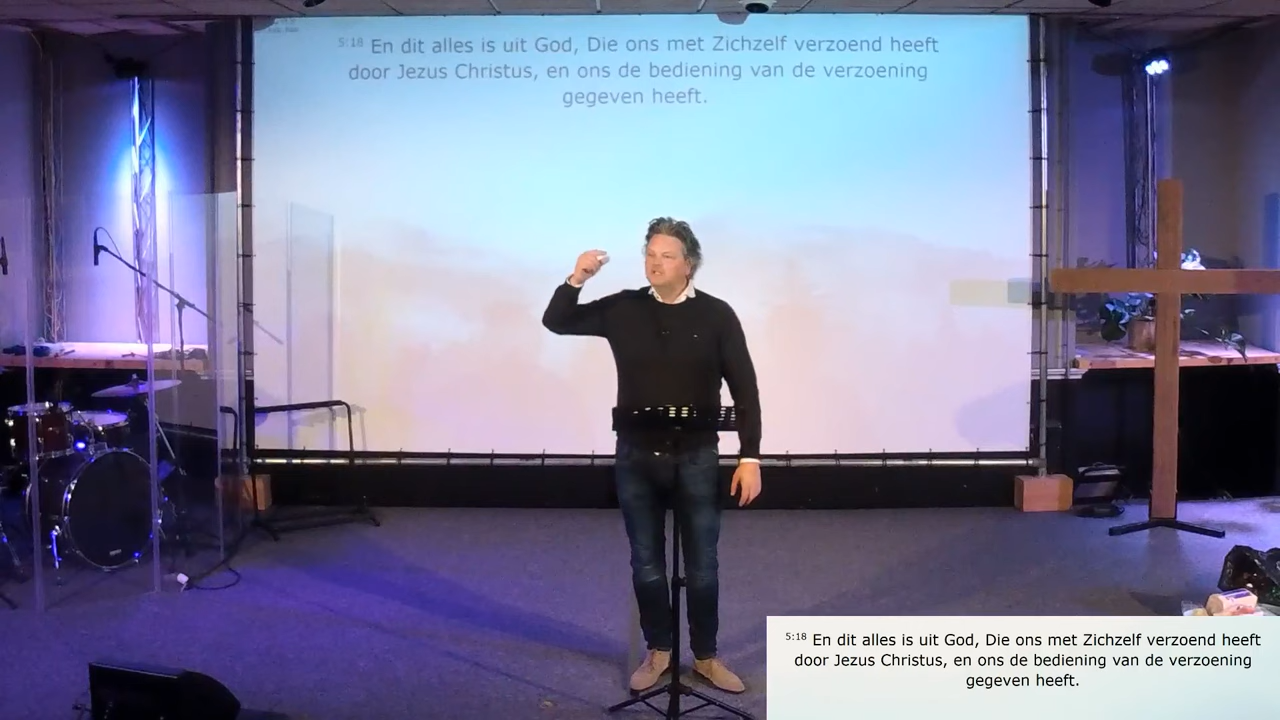 5:18 En dit alles is uit God, Die ons met Zichzelf verzoend heeft
door Jezus Christus, en ons de bediening van de verzoening
gegeven heeft.
5:18 En dit alles is uit God, Die ons met Zichzelf verzoend heeft
door Jezus Christus, en ons de bediening van de verzoening
gegeven heeft.